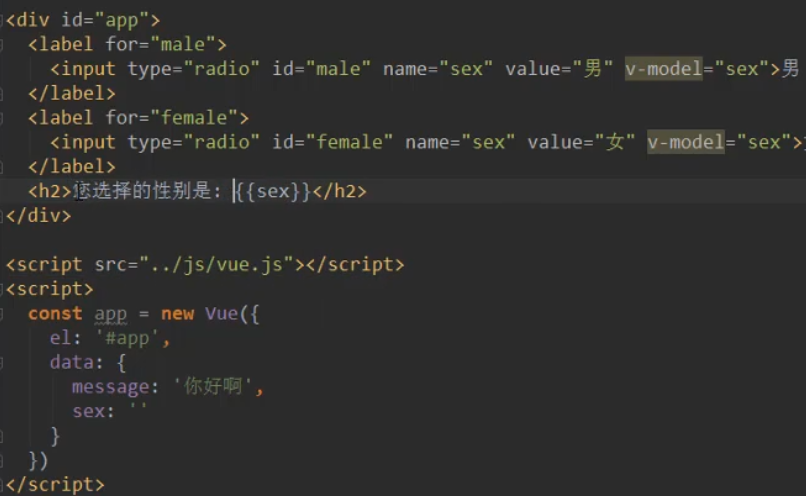 <div id="app">
<label for="male">
<input type="radio" id="male" name="sex" value="男" v-model="sex">男
</label>
<label for="female">
<input type="radio" id="female" name="sex" value="女" v-model="sex">
</label>
<h2>您选择的性别是: {{sex}}</h2>
</div>
<script src="../js/vue.js"></script>
<script>
const app = new Vue({
el: '#app',
data: {
message: '你好啊',
sex: ''
}
})
</script>